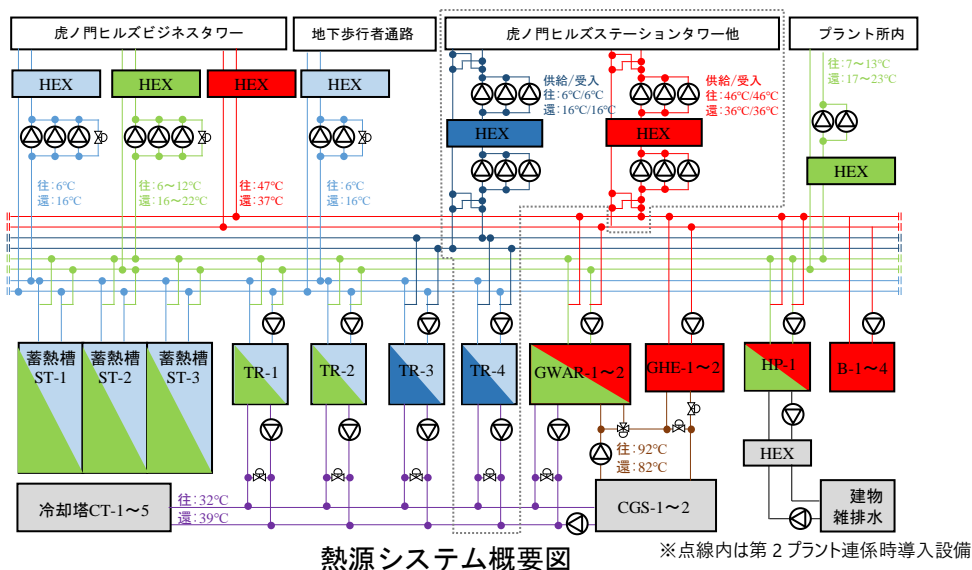 虎ノ門ヒルズビジネスタワー
地下歩行者通路
虎ノ門ヒルズステーションタワー他
プラント所内
HEX
HEX
HEX
HEX
供給/受入
往:6℃/6℃
還:16℃/16℃
供給/受入
往:46℃/46℃
還:36℃/36℃
往:7～13℃
還:17～23℃
HEX
HEX
HEX
往:6℃
還:16℃
往:6～12℃
還:16～22℃
往:47℃
還:37℃
往:6℃
還:16℃
蓄熱槽
ST-1
蓄熱槽
ST-2
蓄熱槽
ST-3
TR-1
TR-2
TR-3
TR-4
GWAR-1～2
GHE-1～2
HP-1
B-1～4
往:92℃
還:82℃
HEX
冷却塔CT-1～5
往:32℃
還:39℃
CGS-1～2
建物
雑排水
熱源システム概要図
※点線内は第2プラント連係時導入設備